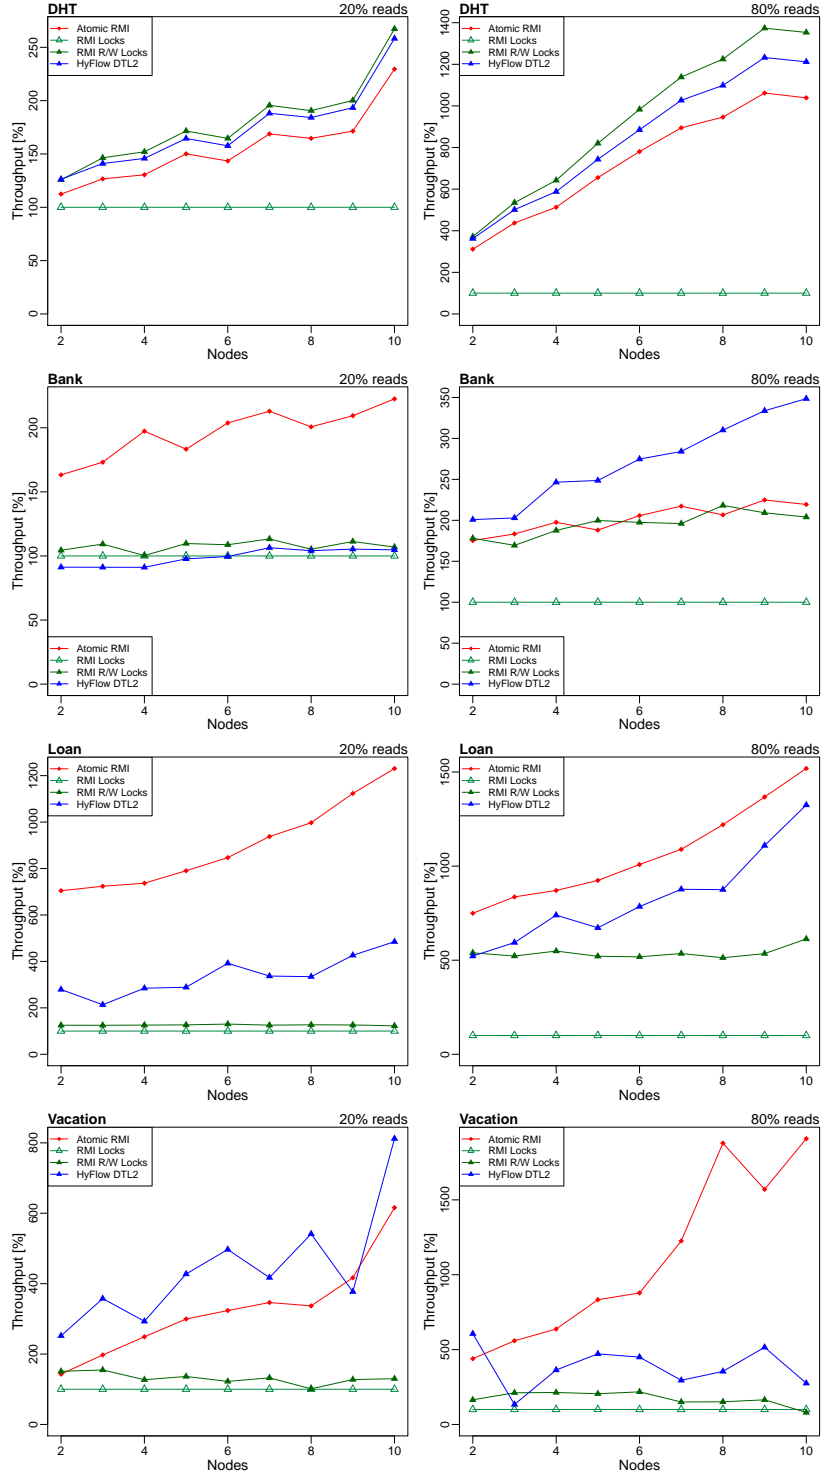 DHT 20% reads
Atomic RMI
RMI Locks
RMI R/W Locks
HyFlow DTL2
Throughput [%]
0 50 100 150 200 250
2 4 6 8 10
Nodes
DHT 80% reads
Atomic RMI
RMI Locks
RMI R/W Locks
HyFlow DTL2
Throughput [%]
0 200 400 600 800 1000 1200 1400
2 4 6 8 10
Nodes
Bank 20% reads
Throughput [%]
0 50 100 150 200
Atomic RMI
RMI Locks
RMI R/W Locks
HyFlow DTL2
2 4 6 8 10
Nodes
Bank 80% reads
Throughput [%]
0 50 100 150 200 250 300 350
Atomic RMI
RMI Locks
RMI R/W Locks
HyFlow DTL2
2 4 6 8 10
Nodes
Loan 20% reads
Atomic RMI
RMI Locks
RMI R/W Locks
HyFlow DTL2
Throughput [%]
0 200 400 600 800 1000 1200
2 4 6 8 10
Nodes
Loan 80% reads
Atomic RMI
RMI Locks
RMI R/W Locks
HyFlow DTL2
Throughput [%]
0 500 1000 1500
2 4 6 8 10
Nodes
Vacation 20% reads
Atomic RMI
RMI Locks
RMI R/W Locks
HyFlow DTL2
Throughput [%]
0 200 400 600 800
2 4 6 8 10
Nodes
Vacation 80% reads
Atomic RMI
RMI Locks
RMI R/W Locks
HyFlow DTL2
Throughput [%]
0 500 1000 1500
2 4 6 8 10
Nodes